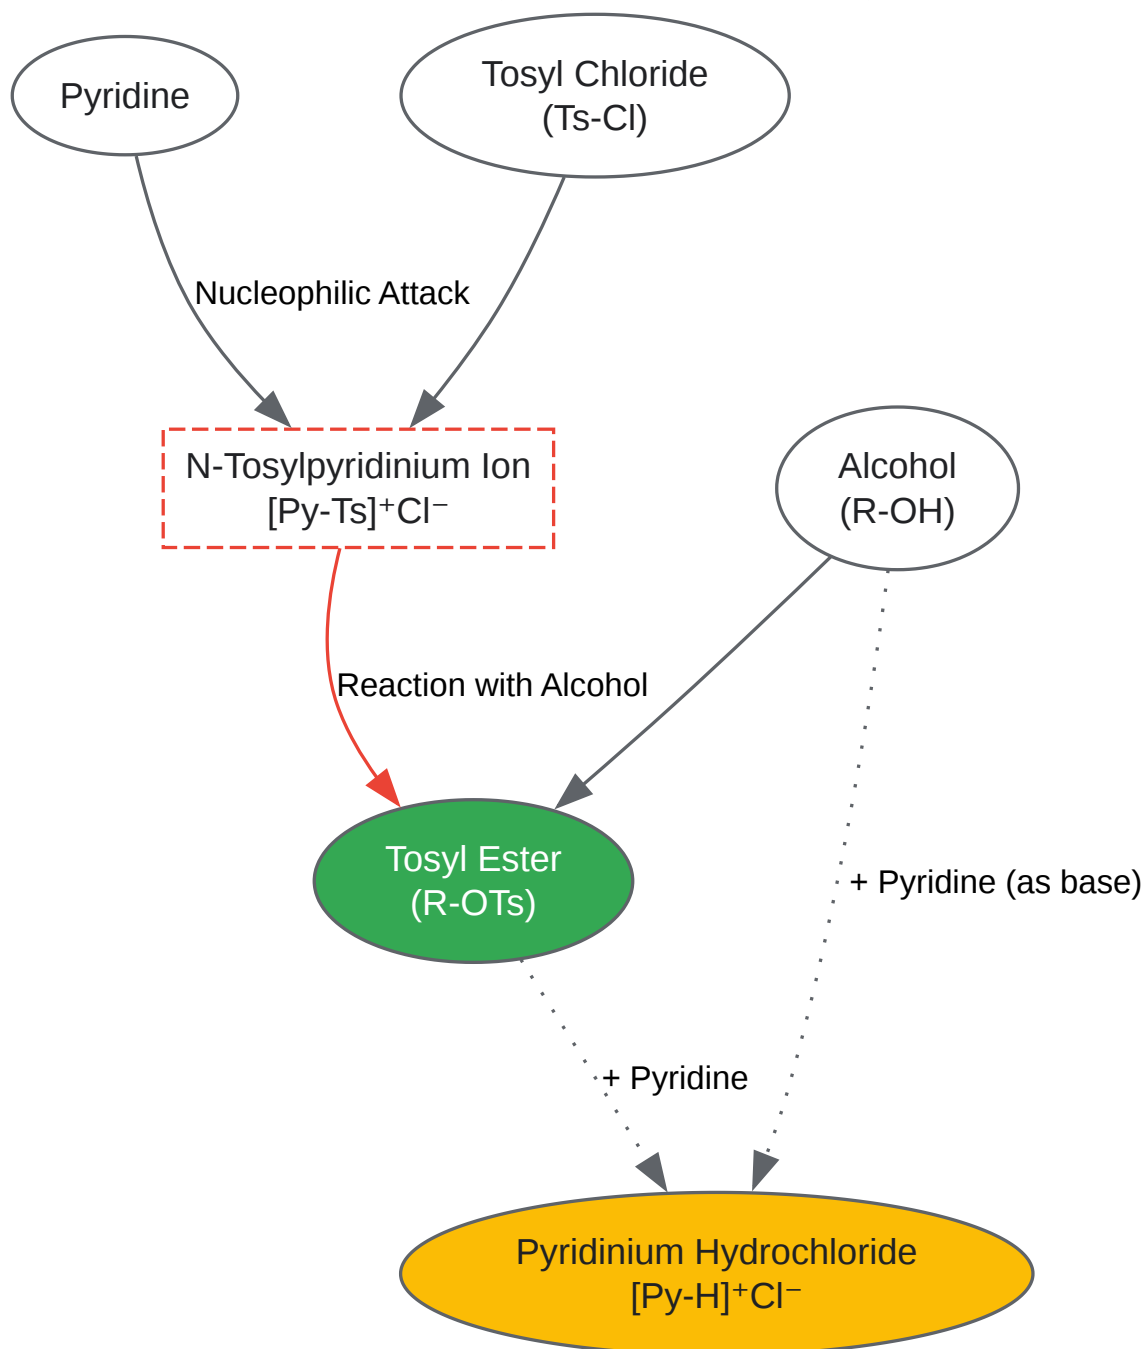 Pyridine
Tosyl Chloride
(Ts-Cl)
Nucleophilic Attack
N-Tosylpyridinium Ion
[Py-Ts]⁺Cl⁻
Alcohol
(R-OH)
Reaction with Alcohol
Tosyl Ester
(R-OTs)
+ Pyridine (as base)
+ Pyridine
Pyridinium Hydrochloride
[Py-H]⁺Cl⁻